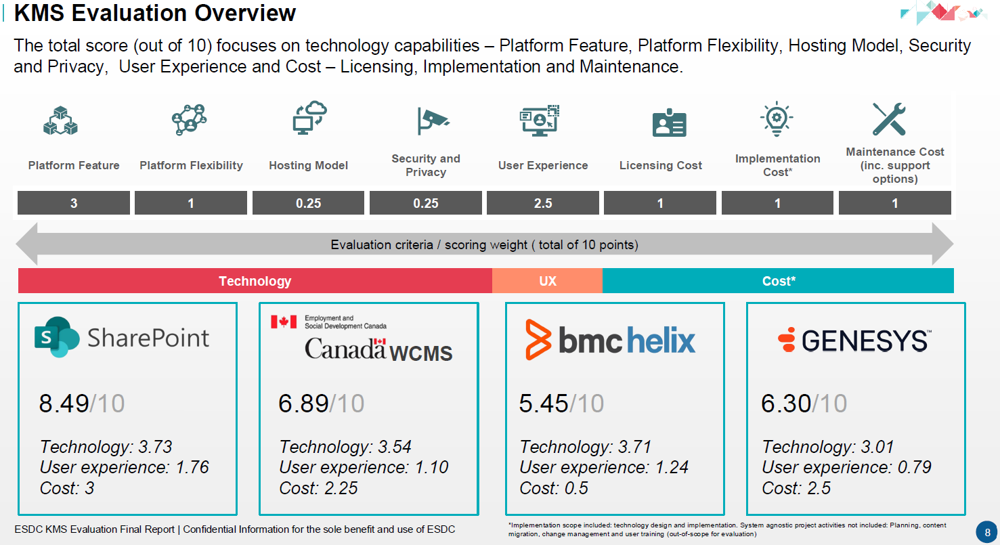 KMS Evaluation Overview
The total score (out of 10) focuses on technology capabilities – Platform Feature, Platform Flexibility, Hosting Model, Security
and Privacy, User Experience and Cost – Licensing, Implementation and Maintenance.
Platform Feature
Platform Flexibility
Hosting Model
Security and
Privacy
User Experience
Licensing Cost
Implementation
Cost*
Maintenance Cost
(inc. support
options)
3
1
0.25
0.25
2.5
1
1
1
Evaluation criteria / scoring weight ( total of 10 points)
Technology
UX
Cost*
S SharePoint
8.49/10
Technology: 3.73
User experience: 1.76
Cost: 3
Employment and
Social Development Canada
Canada WCMS
6.89/10
Technology: 3.54
User experience: 1.10
Cost: 2.25
bmc helix
5.45/10
Technology: 3.71
User experience: 1.24
Cost: 0.5
GENESYS™
6.30/10
Technology: 3.01
User experience: 0.79
Cost: 2.5
ESDC KMS Evaluation Final Report | Confidential Information for the sole benefit and use of ESDC
*Implementation scope included: technology design and implementation. System agnostic project activities not included: Planning, content
migration, change management and user training (out-of-scope for evaluation)
8